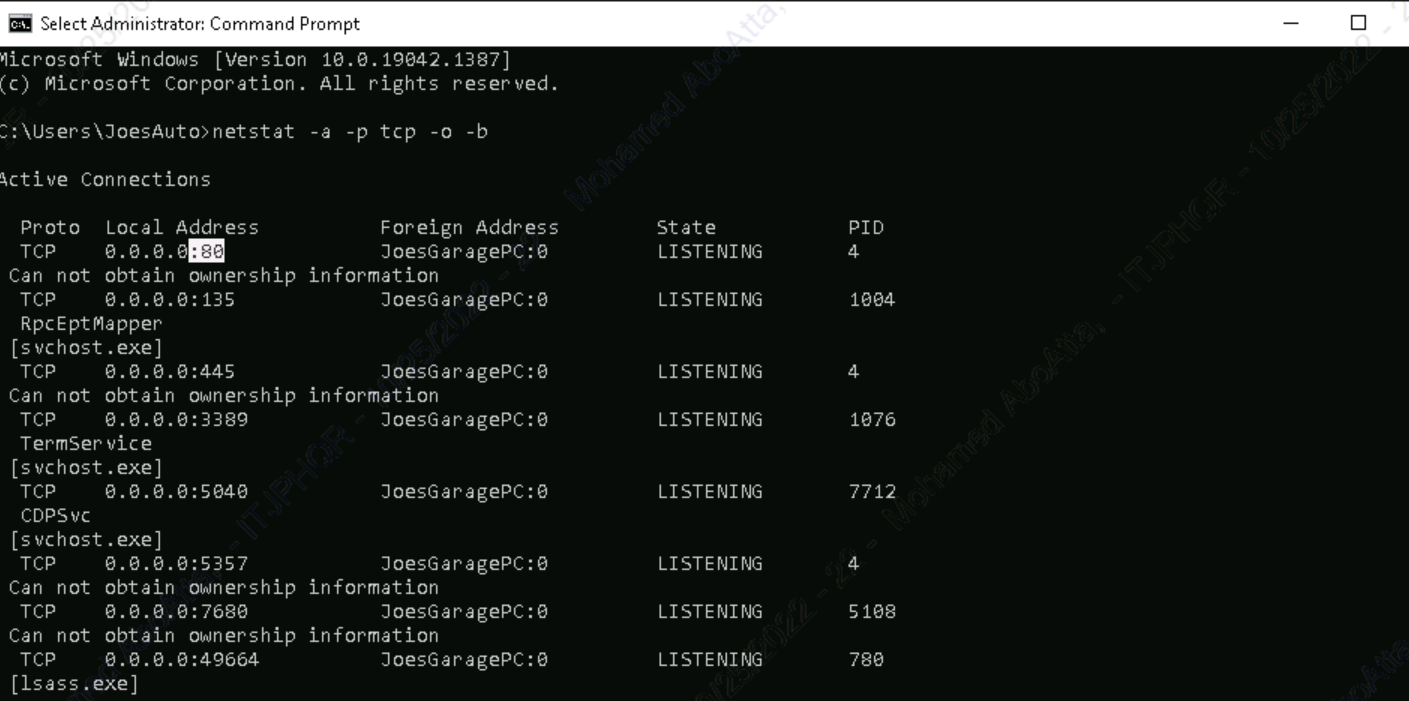 Select Administrator: Command Prompt
Microsoft Windows [Version 10.0.19042.1387]
(c) Microsoft Corporation. All rights reserved.
C:\Users\JoesAuto>netstat -a -p tcp -o -b
Active Connections
Proto Local Address Foreign Address State PID
TCP 0.0.0.0:80 JoesGaragePC:0 LISTENING 4
Can not obtain ownership information
TCP 0.0.0.0:135 JoesGaragePC:0 LISTENING 1004
RpcEptMapper
[svchost.exe]
TCP 0.0.0.0:445 JoesGaragePC:0 LISTENING 4
Can not obtain ownership information
TCP 0.0.0.0:3389 JoesGaragePC:0 LISTENING 1076
TermService
[svchost.exe]
TCP 0.0.0.0:5040 JoesGaragePC:0 LISTENING 7712
CDPSvc
[svchost.exe]
TCP 0.0.0.0:5357 JoesGaragePC:0 LISTENING 4
Can not obtain ownership information
TCP 0.0.0.0:7680 JoesGaragePC:0 LISTENING 5108
Can not obtain ownership information
TCP 0.0.0.0:49664 JoesGaragePC:0 LISTENING 780
[lsass.exe]
Mohamed AboAtta, - ITJPHQR - 10/25/2022 - 2